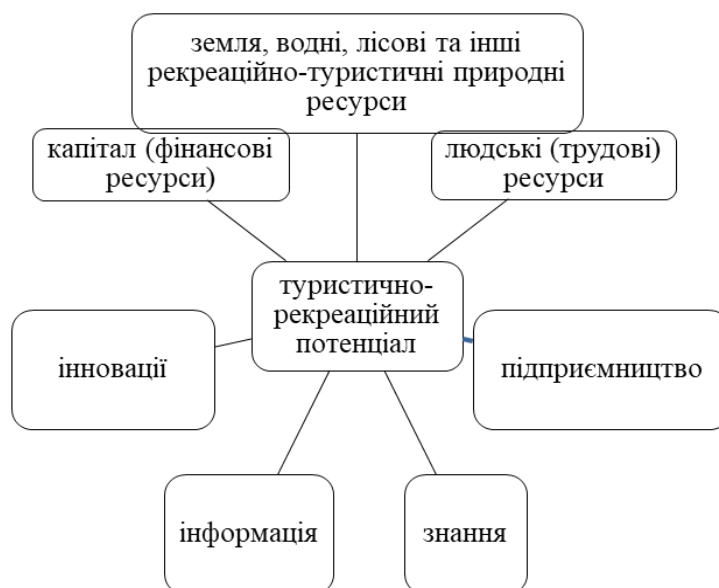 земля, водні, лісові та інші
рекреаційно-туристичні природні
ресурси
капітал (фінансові
ресурси)
людські (трудові)
ресурси
туристично-
рекреаційний
потенціал
інновації
підприємництво
інформація
знання